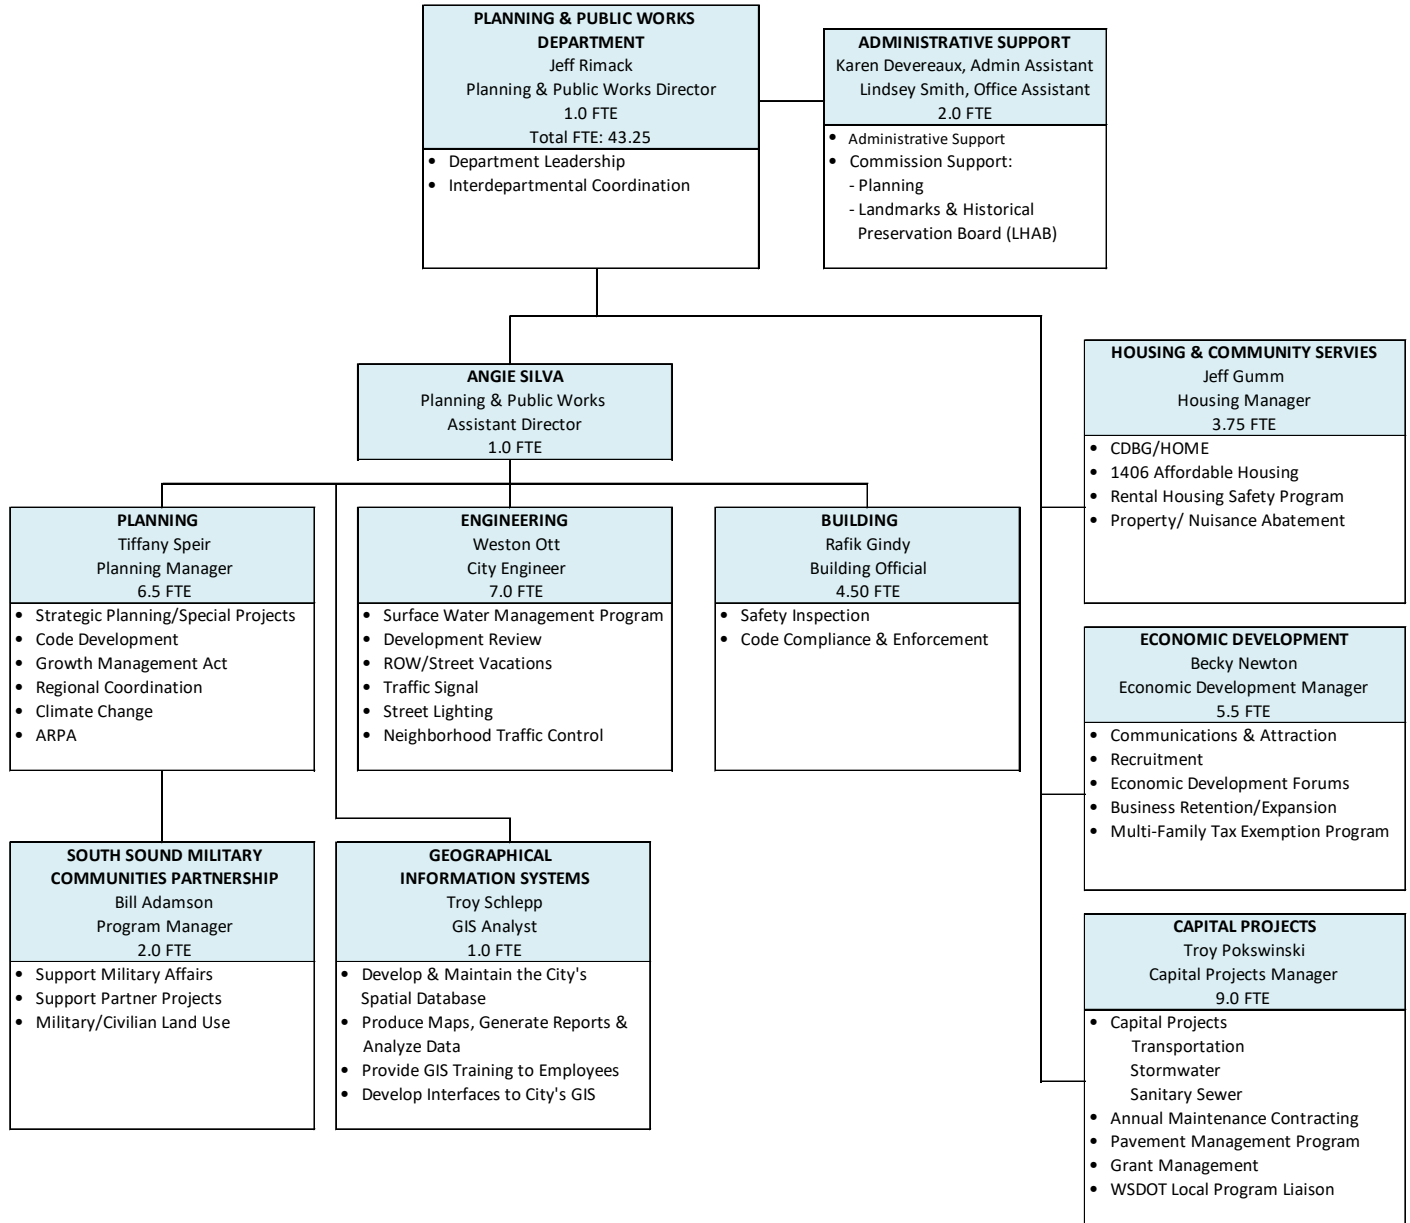 PLANNING & PUBLIC WORKS
DEPARTMENT
Jeff Rimack
Planning & Public Works Director
1.0 FTE
Total FTE: 43.25
• Department Leadership
• Interdepartmental Coordination
ADMINISTRATIVE SUPPORT
Karen Devereaux, Admin Assistant
Lindsey Smith, Office Assistant
2.0 FTE
• Administrative Support
• Commission Support:
- Planning
- Landmarks & Historical
Preservation Board (LHAB)
ANGIE SILVA
Planning & Public Works
Assistant Director
1.0 FTE
HOUSING & COMMUNITY SERVIES
Jeff Gumm
Housing Manager
3.75 FTE
• CDBG/HOME
• 1406 Affordable Housing
• Rental Housing Safety Program
• Property/ Nuisance Abatement
PLANNING
Tiffany Speir
Planning Manager
6.5 FTE
• Strategic Planning/Special Projects
• Code Development
• Growth Management Act
• Regional Coordination
• Climate Change
• ARPA
ENGINEERING
Weston Ott
City Engineer
7.0 FTE
• Surface Water Management Program
• Development Review
• ROW/Street Vacations
• Traffic Signal
• Street Lighting
• Neighborhood Traffic Control
BUILDING
Rafik Gindy
Building Official
4.50 FTE
• Safety Inspection
• Code Compliance & Enforcement
ECONOMIC DEVELOPMENT
Becky Newton
Economic Development Manager
5.5 FTE
• Communications & Attraction
• Recruitment
• Economic Development Forums
• Business Retention/Expansion
• Multi-Family Tax Exemption Program
SOUTH SOUND MILITARY
COMMUNITIES PARTNERSHIP
Bill Adamson
Program Manager
2.0 FTE
• Support Military Affairs
• Support Partner Projects
• Military/Civilian Land Use
GEOGRAPHICAL
INFORMATION SYSTEMS
Troy Schlepp
GIS Analyst
1.0 FTE
• Develop & Maintain the City's
Spatial Database
• Produce Maps, Generate Reports &
Analyze Data
• Provide GIS Training to Employees
• Develop Interfaces to City's GIS
CAPITAL PROJECTS
Troy Pokswinski
Capital Projects Manager
9.0 FTE
• Capital Projects
Transportation
Stormwater
Sanitary Sewer
• Annual Maintenance Contracting
• Pavement Management Program
• Grant Management
• WSDOT Local Program Liaison